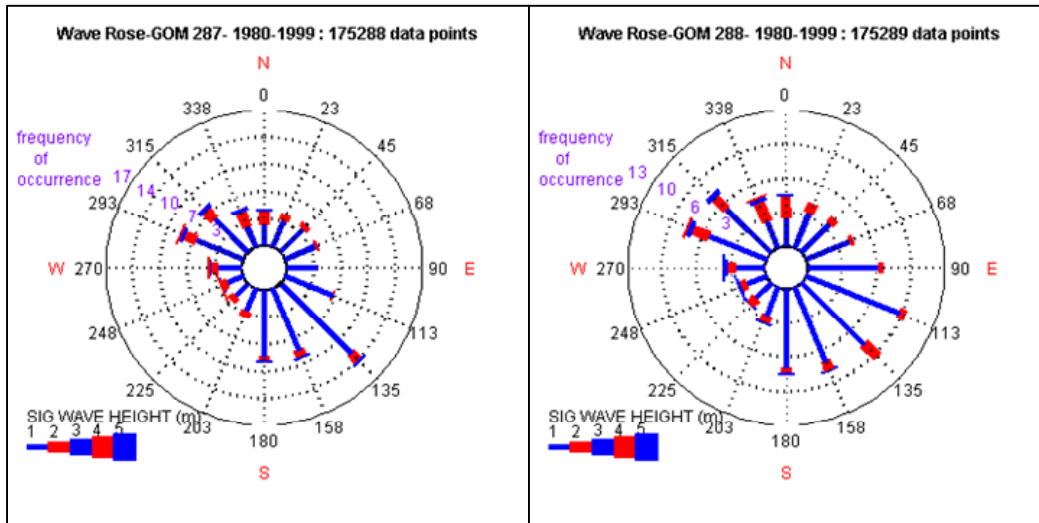 Wave Rose-GOM 287- 1980-1999 : 175288 data points
N
0
338
23
frequency
of
occurrence
315
45
17
14
10
7
3
293
68
W
270
90
E
248
113
225
135
203
158
180
S
SIG WAVE HEIGHT (m)
1 2 3 4 5
Wave Rose-GOM 288- 1980-1999 : 175289 data points
N
0
338
23
frequency
of
occurrence
315
45
13
10
6
3
293
68
W
270
90
E
248
113
225
135
203
158
180
S
SIG WAVE HEIGHT (m)
1 2 3 4 5